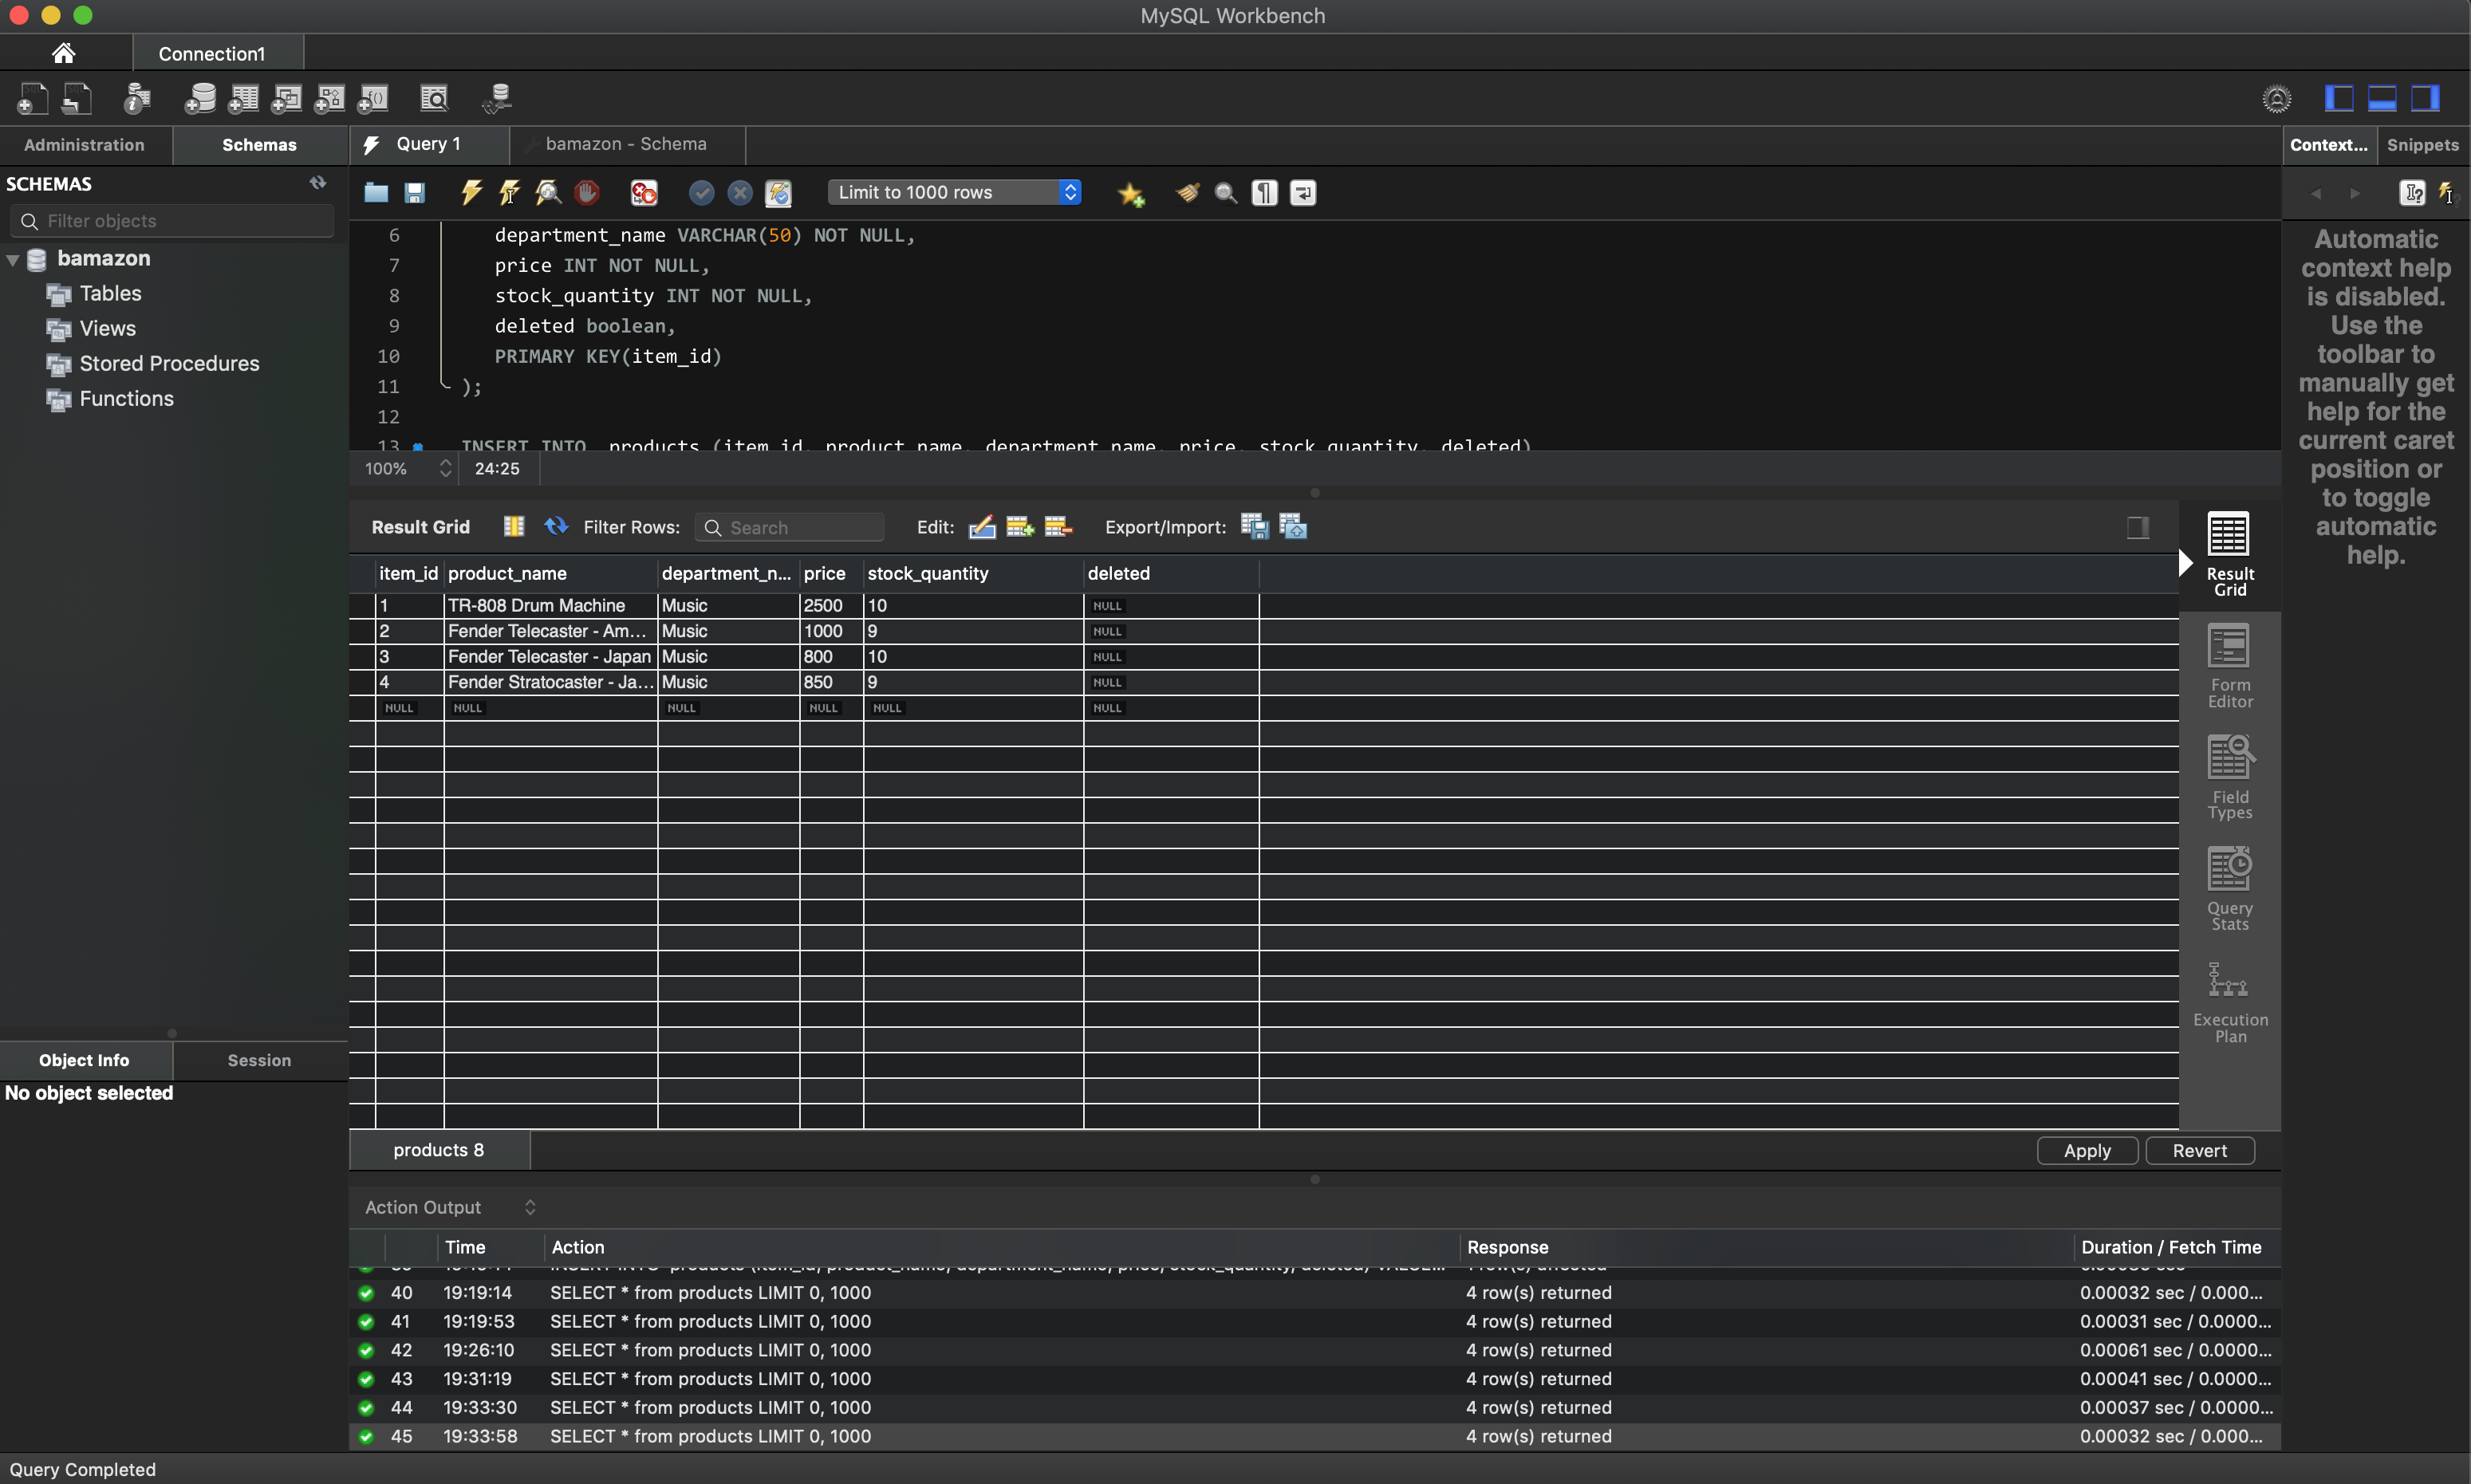 MySQL Workbench
Connection1
Administration
Schemas
Query 1
bamazon - Schema
Context...
Snippets
SCHEMAS
Filter objects
bamazon
Tables
Views
Stored Procedures
Functions
Limit to 1000 rows
6 department_name VARCHAR(50) NOT NULL,
7 price INT NOT NULL,
8 stock_quantity INT NOT NULL,
9 deleted boolean,
10 PRIMARY KEY(item_id)
11 );
12
13 INSERT INTO products (item_id, product_name, department_name, price, stock_quantity, deleted)
100% 24:25
Automatic
context help
is disabled.
Use the
toolbar to
manually get
help for the
current caret
position or
to toggle
automatic
help.
Result Grid Filter Rows: Search Edit: Export/Import:
item_id product_name department_n... price stock_quantity deleted
1 TR-808 Drum Machine Music 2500 10 NULL
2 Fender Telecaster - Am... Music 1000 9 NULL
3 Fender Telecaster - Japan Music 800 10 NULL
4 Fender Stratocaster - Ja... Music 850 9 NULL
NULL NULL NULL NULL NULL NULL
Result
Grid
Form
Editor
Field
Types
Query
Stats
Execution
Plan
Object Info
Session
No object selected
products 8
Apply
Revert
Action Output
Time Action Response Duration / Fetch Time
INSERT INTO products (item_id, product_name, department_name, price, stock_quantity, deleted) VALUE... 1 row(s) affected
40 19:19:14 SELECT * from products LIMIT 0, 1000 4 row(s) returned 0.00032 sec / 0.000...
41 19:19:53 SELECT * from products LIMIT 0, 1000 4 row(s) returned 0.00031 sec / 0.0000...
42 19:26:10 SELECT * from products LIMIT 0, 1000 4 row(s) returned 0.00061 sec / 0.0000...
43 19:31:19 SELECT * from products LIMIT 0, 1000 4 row(s) returned 0.00041 sec / 0.0000...
44 19:33:30 SELECT * from products LIMIT 0, 1000 4 row(s) returned 0.00037 sec / 0.0000...
45 19:33:58 SELECT * from products LIMIT 0, 1000 4 row(s) returned 0.00032 sec / 0.000...
Query Completed